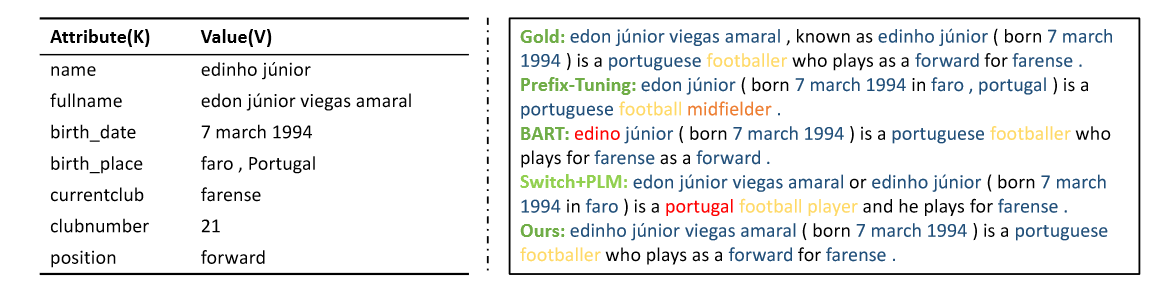 Attribute(K) Value(V)
name edinho júnior
fullname edon júnior viegas amaral
birth_date 7 march 1994
birth_place faro , Portugal
currentclub farense
clubnumber 21
position forward
Gold: edon júnior viegas amaral , known as edinho júnior ( born 7 march
1994 ) is a portuguese footballer who plays as a forward for farense .
Prefix-Tuning: edon júnior ( born 7 march 1994 in faro , portugal ) is a
portuguese football midfielder .
BART: edino júnior ( born 7 march 1994 ) is a portuguese footballer who
plays for farense as a forward .
Switch+PLM: edon júnior viegas amaral or edinho júnior ( born 7 march
1994 in faro ) is a portugal football player and he plays for farense .
Ours: edinho júnior viegas amaral ( born 7 march 1994 ) is a portuguese
footballer who plays as a forward for farense .